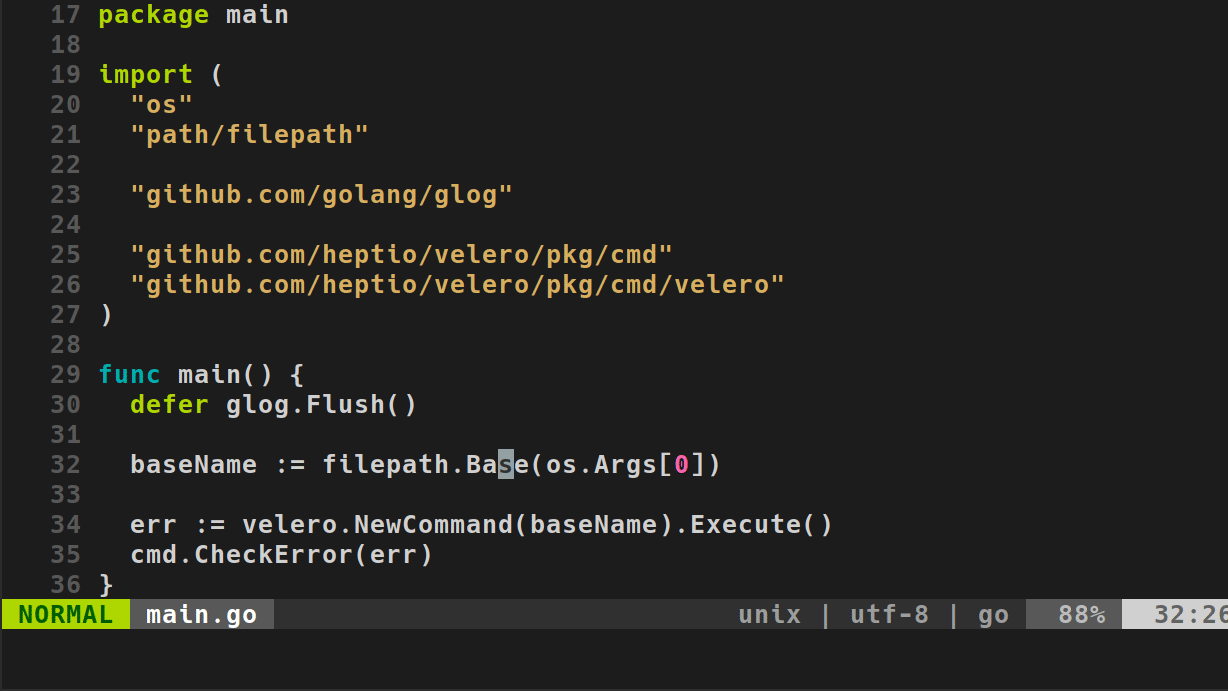 17 package main
18
19 import (
20   "os"
21   "path/filepath"
22
23   "github.com/golang/glog"
24
25   "github.com/heptio/velero/pkg/cmd"
26   "github.com/heptio/velero/pkg/cmd/velero"
27 )
28
29 func main() {
30   defer glog.Flush()
31
32   baseName := filepath.Base(os.Args[0])
33
34   err := velero.NewCommand(baseName).Execute()
35   cmd.CheckError(err)
36 }
NORMAL main.go unix | utf-8 | go 88% 32:26